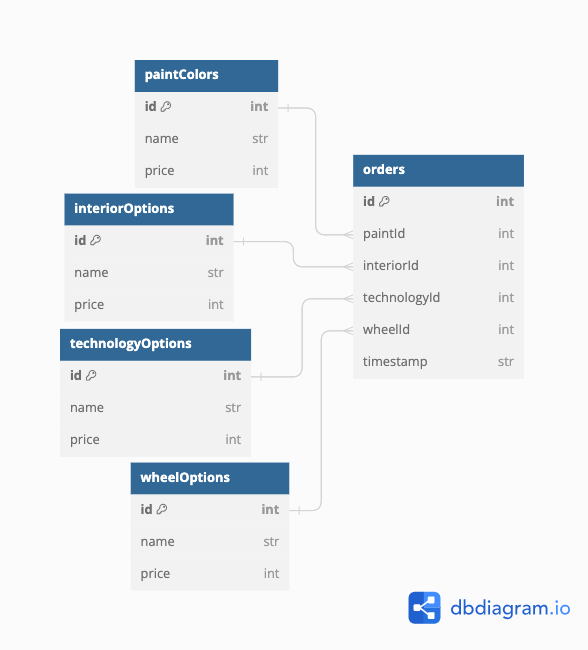 paintColors
id int
name str
price int
interiorOptions
id int
name str
price int
technologyOptions
id int
name str
price int
wheelOptions
id int
name str
price int
orders
id int
paintId int
interiorId int
technologyId int
wheelId int
timestamp str
dbdiagram.io